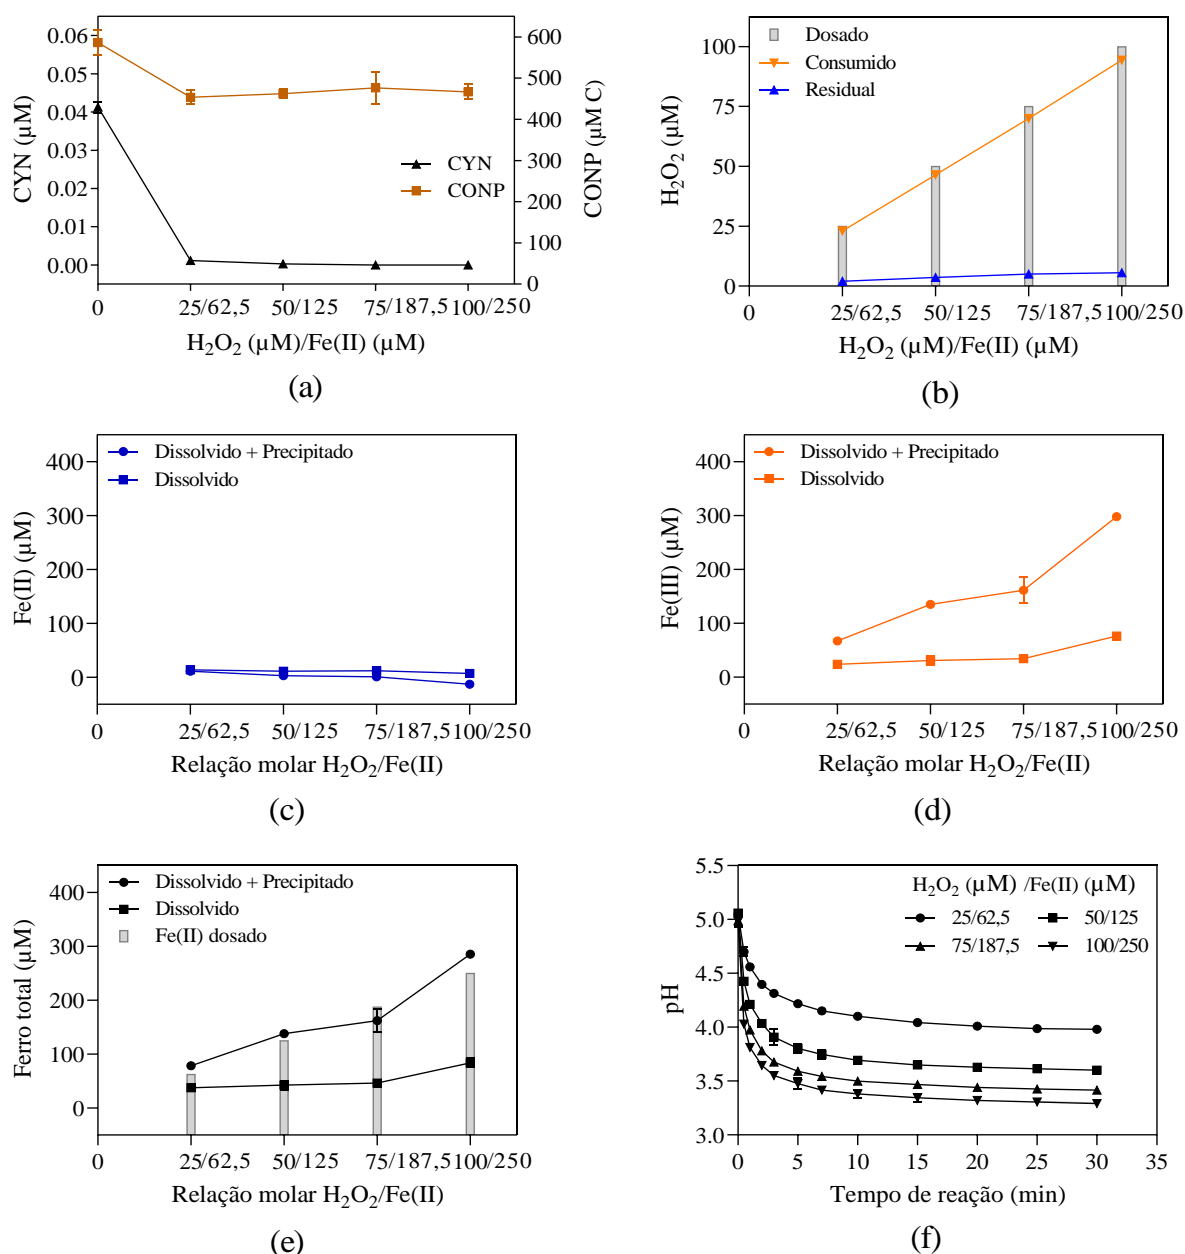 0.06
0.05
0.04
0.03
0.02
0.01
0.00
CYN (µM)
600
500
400
300
200
100
0
CONP (µM C)
CYN
CONP
0 25/62,5 50/125 75/187,5 100/250
H₂O₂ (µM)/Fe(II) (µM)
(a)
100
75
50
25
0
H₂O₂ (µM)
Dosado
Consumido
Residual
0 25/62,5 50/125 75/187,5 100/250
H₂O₂ (µM)/Fe(II) (µM)
(b)
400
300
200
100
0
Fe(II) (µM)
Dissolvido + Precipitado
Dissolvido
0 25/62,5 50/125 75/187,5 100/250
Relação molar H₂O₂/Fe(II)
(c)
400
300
200
100
0
Fe(III) (µM)
Dissolvido + Precipitado
Dissolvido
0 25/62,5 50/125 75/187,5 100/250
Relação molar H₂O₂/Fe(II)
(d)
400
300
200
100
0
Ferro total (µM)
Dissolvido + Precipitado
Dissolvido
Fe(II) dosado
0 25/62,5 50/125 75/187,5 100/250
Relação molar H₂O₂/Fe(II)
(e)
5.5
5.0
4.5
4.0
3.5
3.0
pH
H₂O₂ (µM) /Fe(II) (µM)
25/62,5 50/125
75/187,5 100/250
0 5 10 15 20 25 30 35
Tempo de reação (min)
(f)